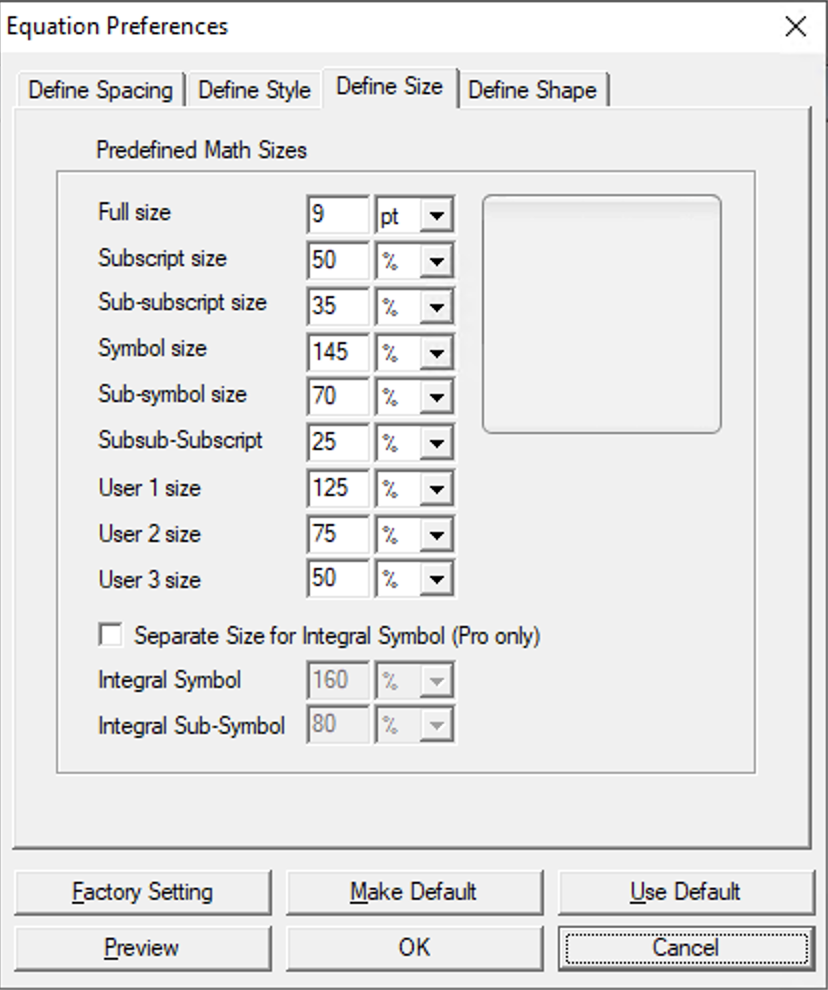 Equation Preferences
Define Spacing Define Style Define Size Define Shape
Predefined Math Sizes
Full size 9 pt
Subscript size 50 %
Sub-subscript size 35 %
Symbol size 145 %
Sub-symbol size 70 %
Subsub-Subscript 25 %
User 1 size 125 %
User 2 size 75 %
User 3 size 50 %
Separate Size for Integral Symbol (Pro only)
Integral Symbol 160 %
Integral Sub-Symbol 80 %
Factory Setting Make Default Use Default
Preview OK Cancel